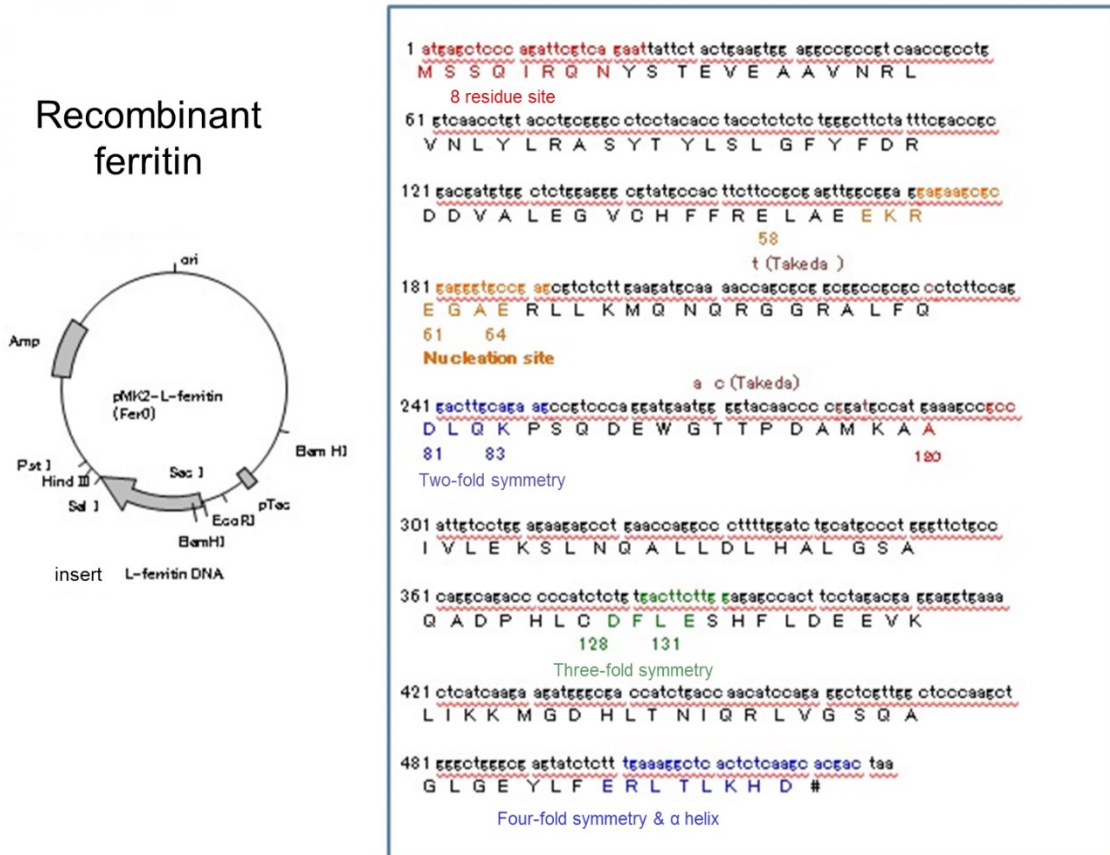 Recombinant
ferritin
ori
Amp
pMK2-L-ferritin
(Fer0)
Bam HI
Pst I
Hind III
Sal I
Sac I
pTac
EcoRI
BamHI
insert L-ferritin DNA
1 atgagctccc agattcgtca gaattattct actgaagtgg aggccgccgt caaccgcctg
M S S Q I R Q N Y S T E V E A A V N R L
8 residue site
61 gtcaacctgt acctgcgggc ctcctacacc tacctctctc tgggcttcta tttcgaccgc
V N L Y L R A S Y T Y L S L G F Y F D R
121 gacgatgtgg ctctggaggg cgtatgccac ttcttccgcg agttggcgga ggagaagcgc
D D V A L E G V C H F F R E L A E E K R
58
t (Takeda )
181 gagggtgccg agcgtctctt gaagatgcaa aaccagcgcg gcggccgcgc cctcttccag
E G A E R L L K M Q N Q R G G R A L F Q
61 64
Nucleation site
a c (Takeda)
241 gacttgcaga agccgtccca ggatgaatgg ggtacaaccc cggatgccat gaaagccgcc
D L Q K P S Q D E W G T T P D A M K A A
81 83 120
Two-fold symmetry
301 attgtcctgg agaagagcct gaaccaggcc cttttggatc tgcatgccct gggttctgcc
I V L E K S L N Q A L L D L H A L G S A
361 caggcagacc cccatctctg tgacttcttg gagagccact tcctagacga ggaggtgaaa
Q A D P H L C D F L E S H F L D E E V K
128 131
Three-fold symmetry
421 ctcatcaaga agatgggcga ccatctgacc aacatccaga ggctcgttgg ctcccaagct
L I K K M G D H L T N I Q R L V G S Q A
481 gggctgggcg agtatctctt tgaaaggctc actctcaagc acgac taa
G L G E Y L F E R L T L K H D #
Four-fold symmetry & α helix